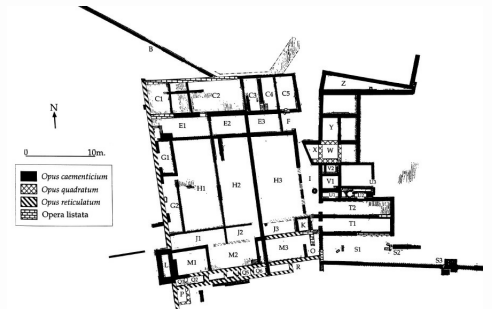 B
Z
C1
C2
C3
C4
C5
E1
E2
E3
F
Y
N
X
W
G1
H1
H2
H3
I
V2
V1
U1
G2
0
10m.
T2
T1
Opus caementicium
Opus quadratum
Opus reticulatum
Opera listata
J1
J2
J3
K
L
M1
M2
M3
O
S1
S2
S3
R
P